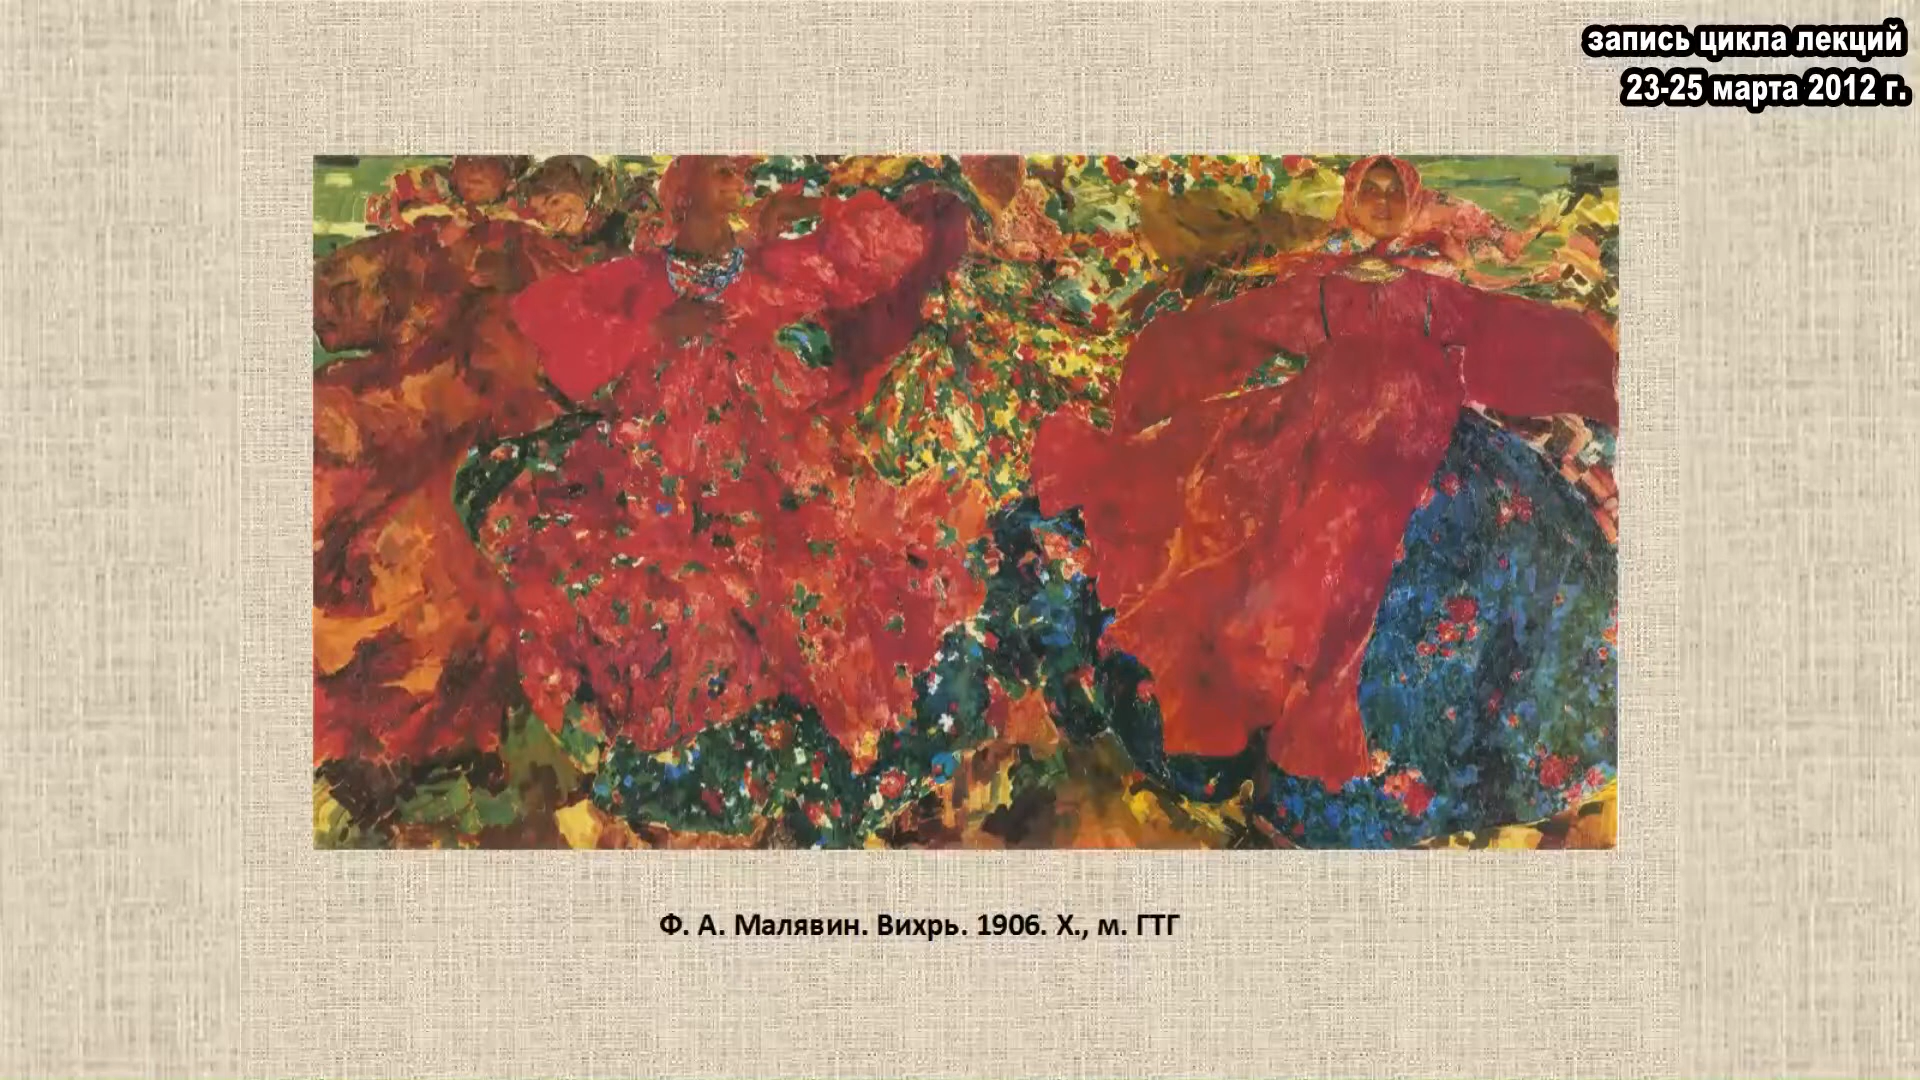 запись цикла лекций
23-25 марта 2012 г.
Ф. А. Малявин. Вихрь. 1906. Х., м. ГТГ